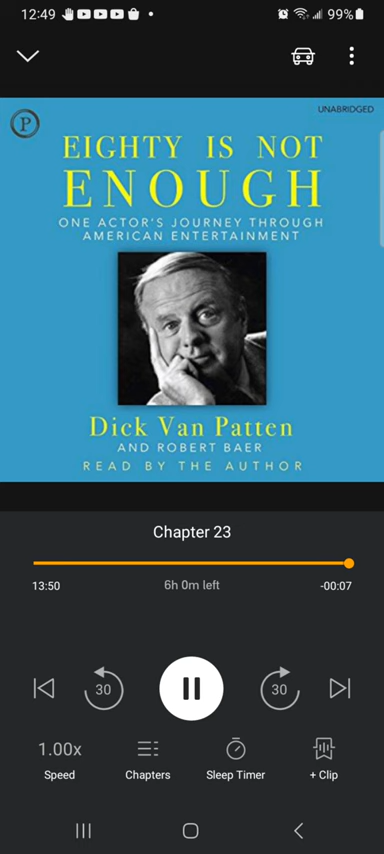 12:49
99%
UNABRIDGED
P
EIGHTY IS NOT
ENOUGH
ONE ACTOR'S JOURNEY THROUGH
AMERICAN ENTERTAINMENT
Dick Van Patten
AND ROBERT BAER
READ BY THE AUTHOR
Chapter 23
13:50 6h 0m left -00:07
30 30
1.00x
Speed Chapters Sleep Timer + Clip